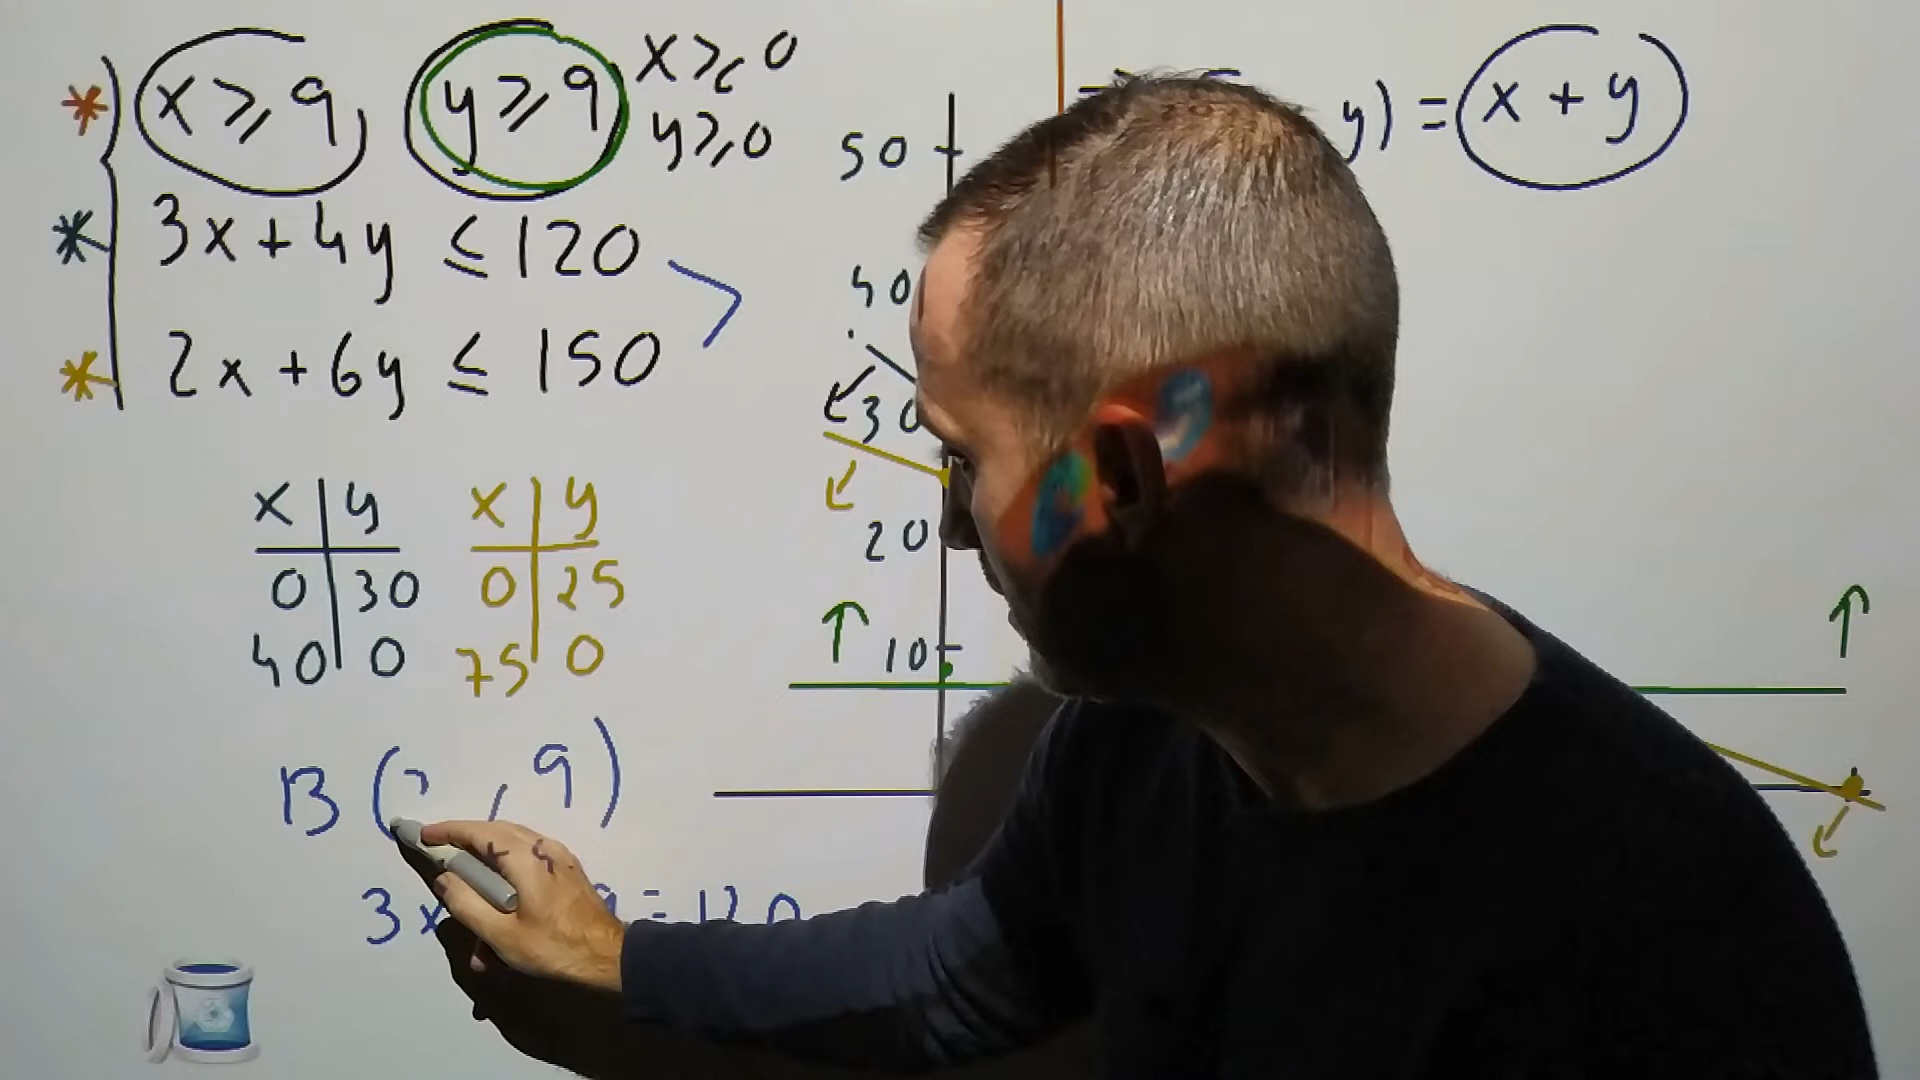 x ≥ 9, y ≥ 9 x ≥ 0
y ≥ 0
3x + 4y ≤ 120
2x + 6y ≤ 150
x y
0 30
40 0
x y
0 25
75 0
B ( , 9)
3x 9 = 120
y) = x + y
50
40
30
20
10